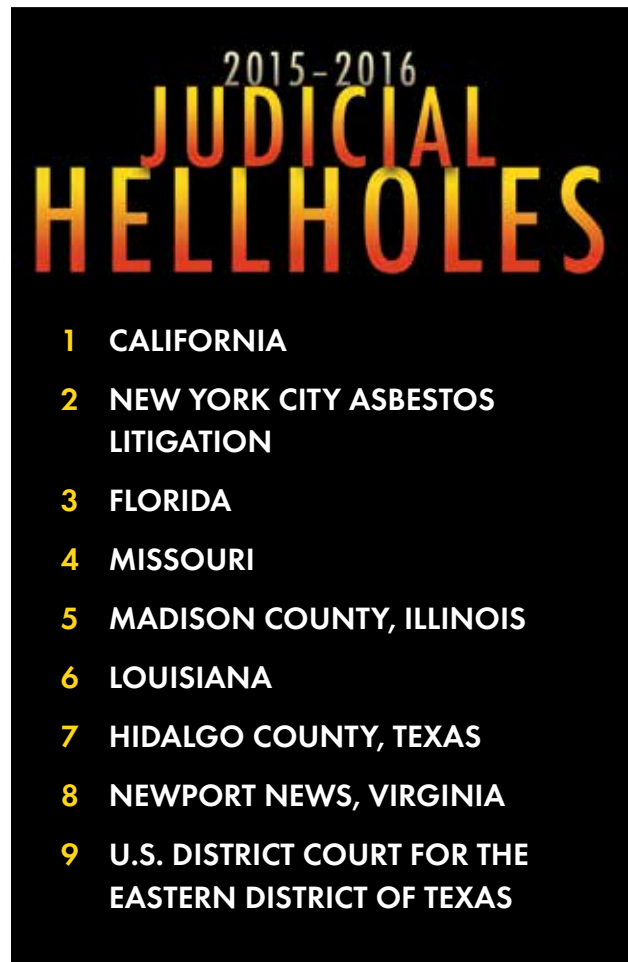 2015–2016
JUDICIAL
HELLHOLES
1 CALIFORNIA
2 NEW YORK CITY ASBESTOS
LITIGATION
3 FLORIDA
4 MISSOURI
5 MADISON COUNTY, ILLINOIS
6 LOUISIANA
7 HIDALGO COUNTY, TEXAS
8 NEWPORT NEWS, VIRGINIA
9 U.S. DISTRICT COURT FOR THE
EASTERN DISTRICT OF TEXAS